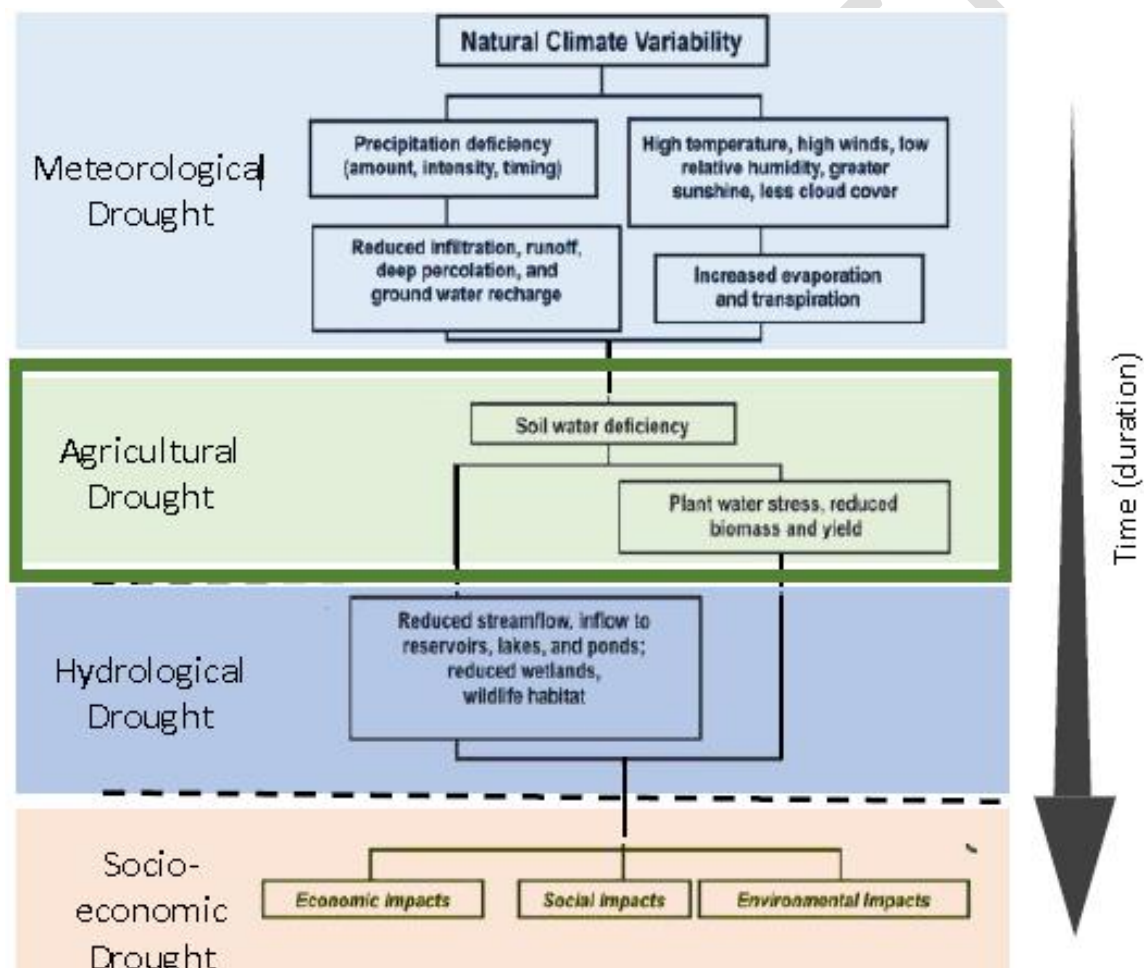 Natural Climate Variability
Meteorological
Drought
Precipitation deficiency
(amount, intensity, timing)
High temperature, high winds, low
relative humidity, greater
sunshine, less cloud cover
Reduced infiltration, runoff,
deep percolation, and
ground water recharge
Increased evaporation
and transpiration
Agricultural
Drought
Soil water deficiency
Plant water stress, reduced
biomass and yield
Hydrological
Drought
Reduced streamflow, inflow to
reservoirs, lakes, and ponds;
reduced wetlands,
wildlife habitat
Socio-
economic
Drought
Economic Impacts
Social Impacts
Environmental Impacts
Time (duration)